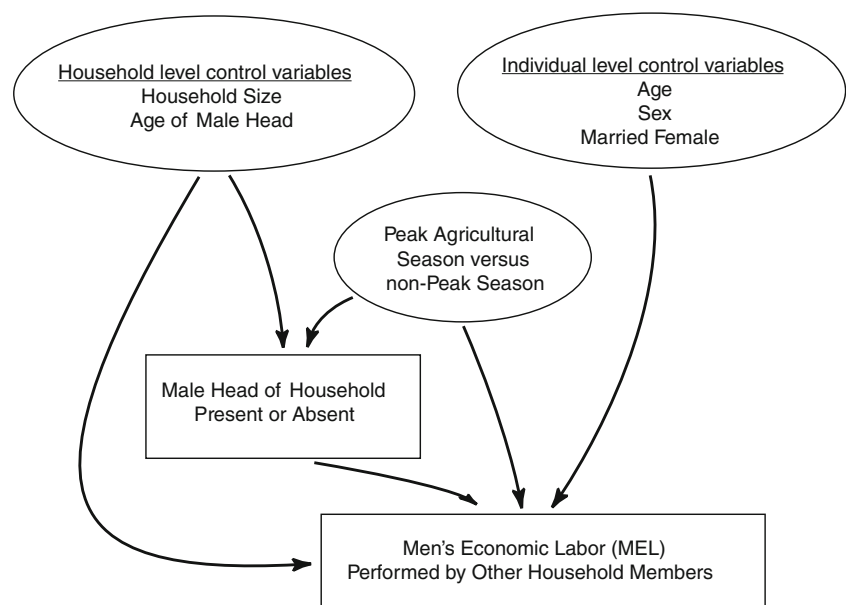 Household level control variables
Household Size
Age of Male Head
Individual level control variables
Age
Sex
Married Female
Peak Agricultural
Season versus
non-Peak Season
Male Head of Household
Present or Absent
Men's Economic Labor (MEL)
Performed by Other Household Members